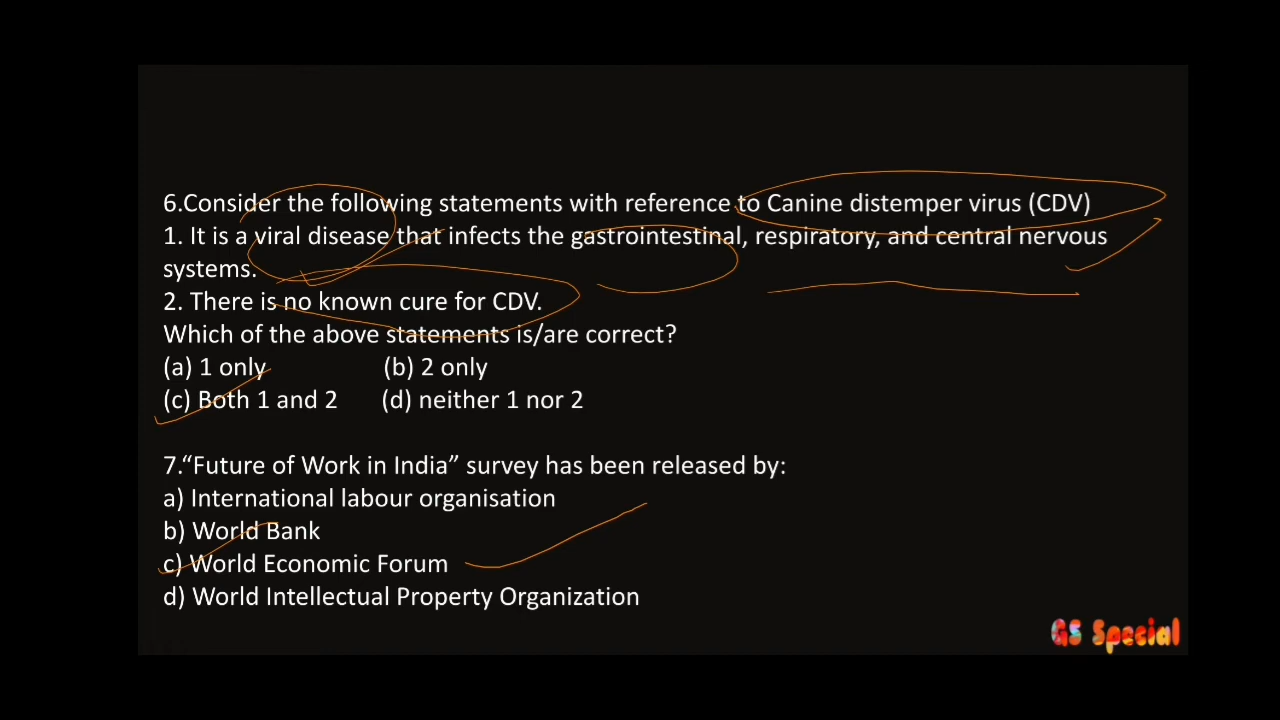 6.Consider the following statements with reference to Canine distemper virus (CDV)
1. It is a viral disease that infects the gastrointestinal, respiratory, and central nervous
systems.
2. There is no known cure for CDV.
Which of the above statements is/are correct?
(a) 1 only (b) 2 only
(c) Both 1 and 2 (d) neither 1 nor 2
7.“Future of Work in India” survey has been released by:
a) International labour organisation
b) World Bank
c) World Economic Forum
d) World Intellectual Property Organization
GS Special